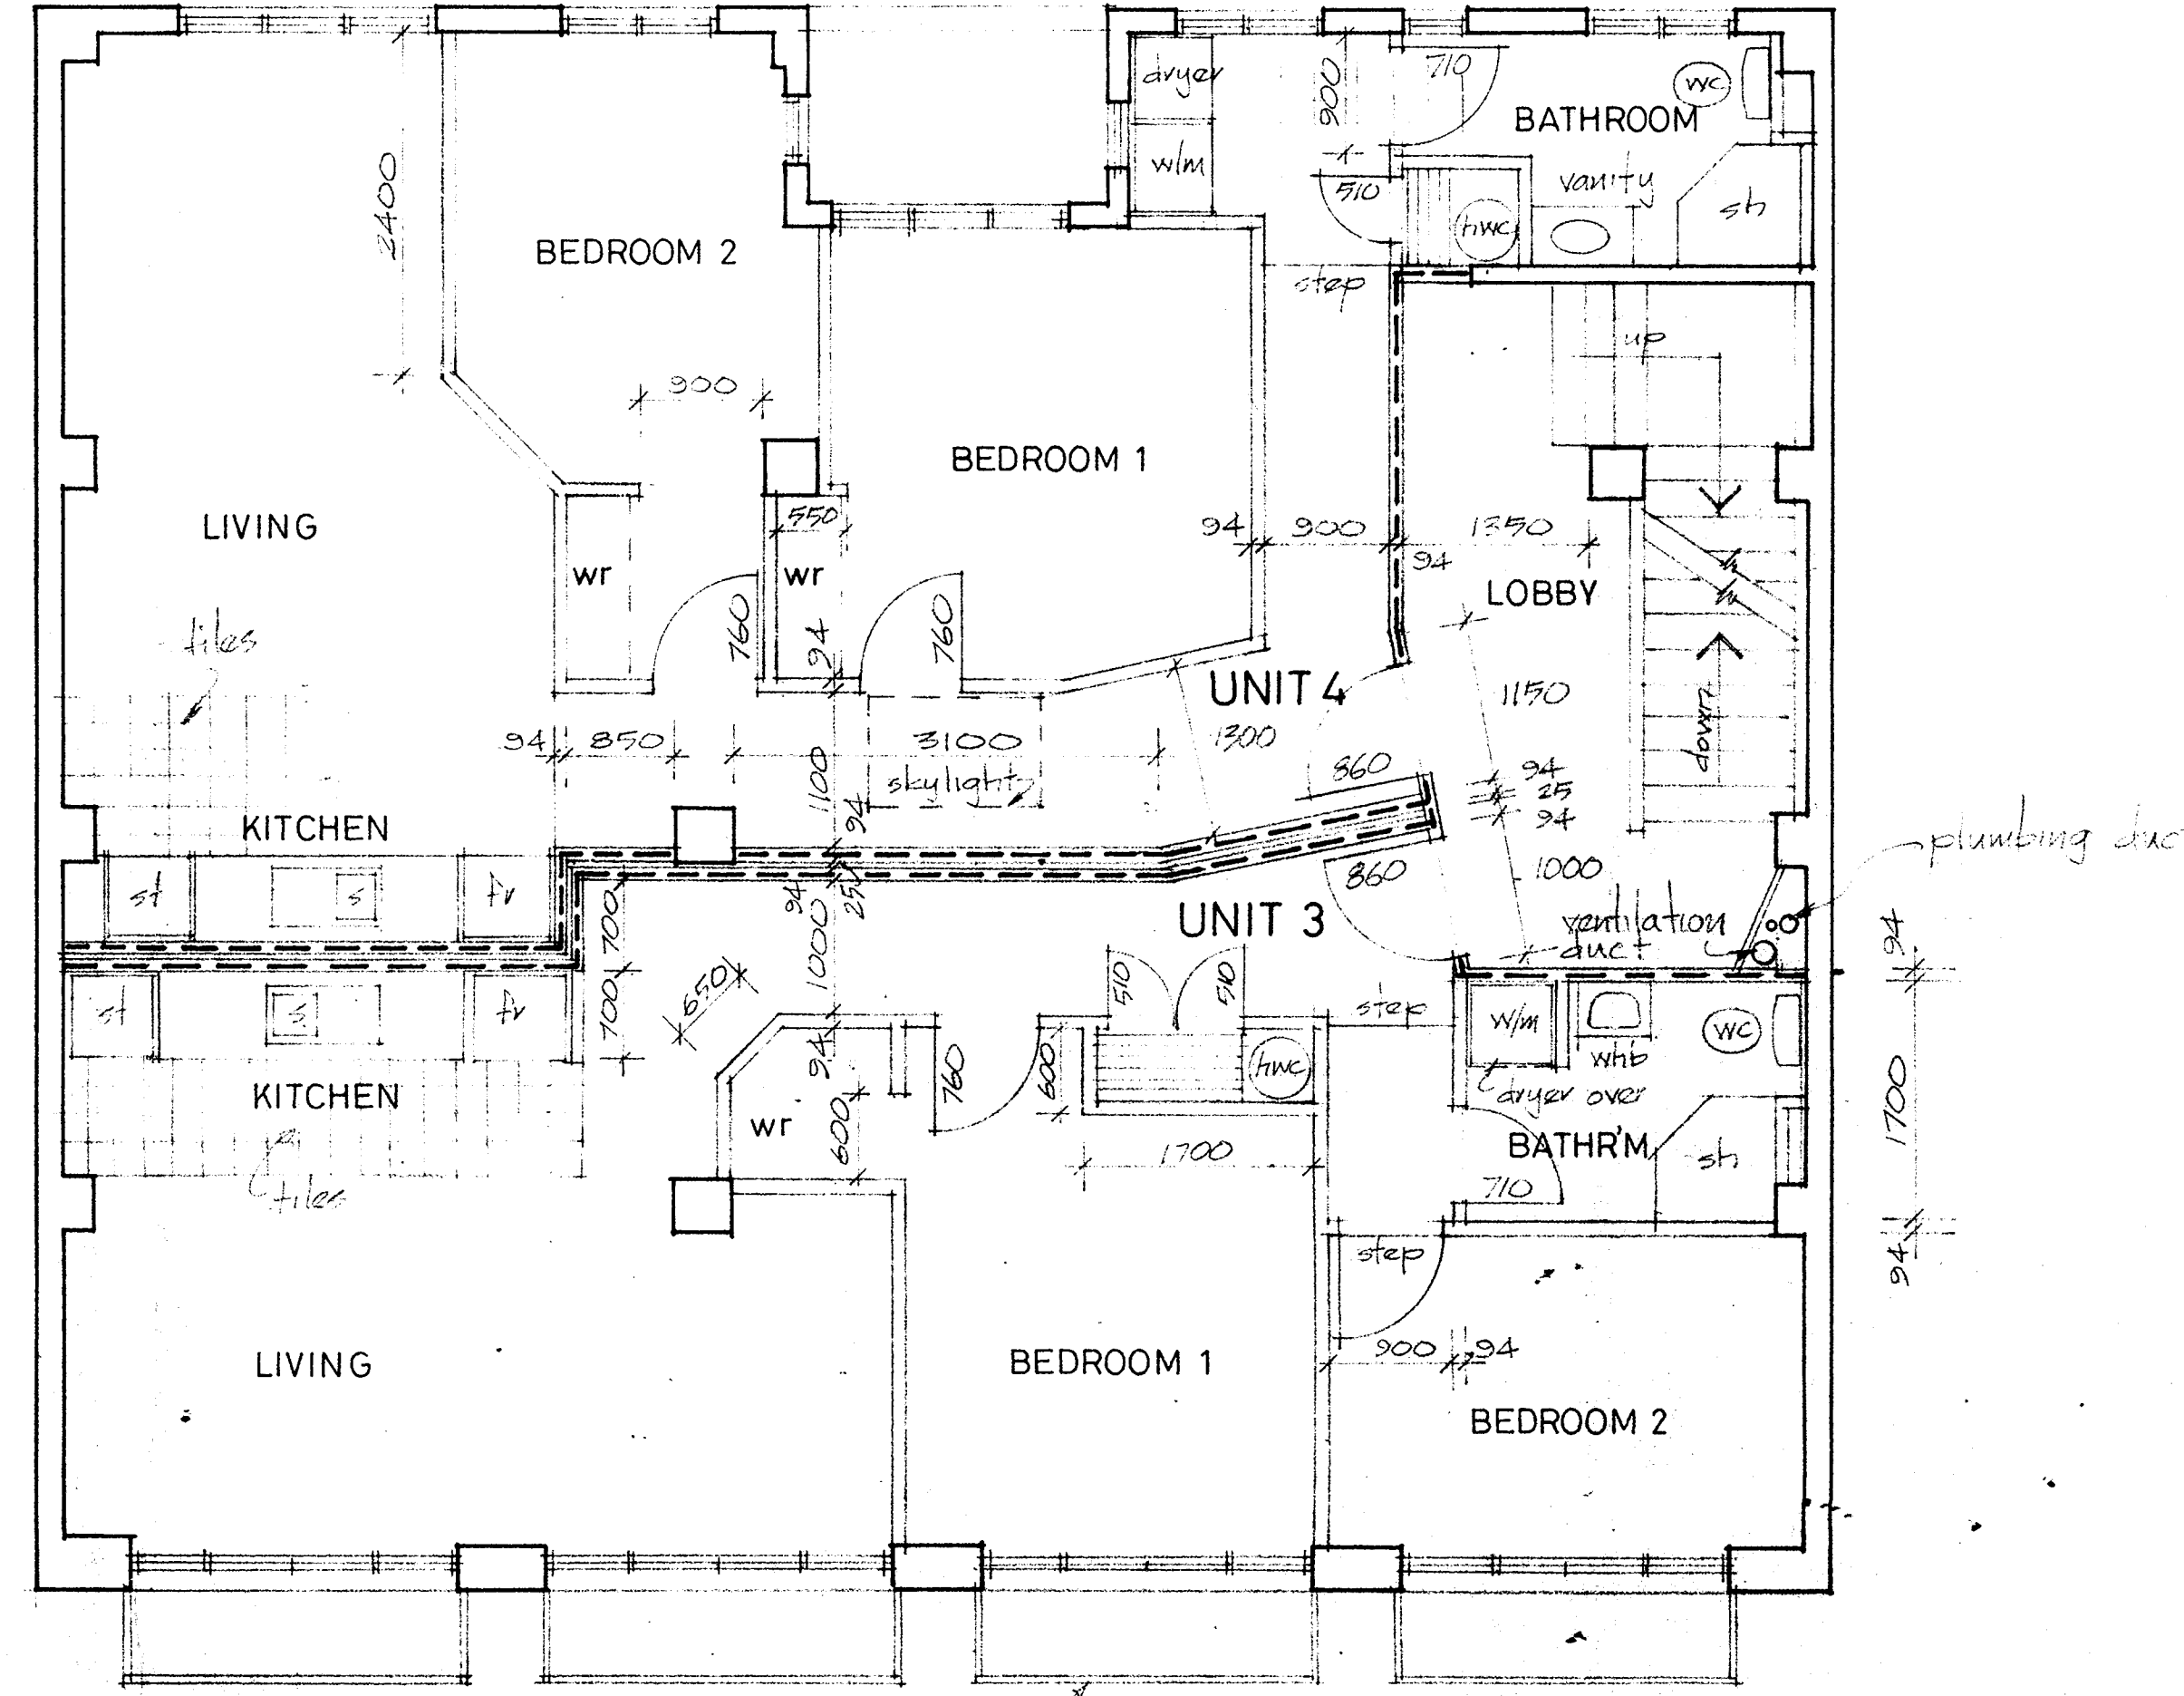 dryer
710
wc
900
BATHROOM
w/m
510
vanity
2400
sh
hwc
BEDROOM 2
step
up
900
BEDROOM 1
LIVING
550
94
900
1350
94
wr
wr
LOBBY
tiles
760
94
760
UNIT 4
1150
down
94
850
3100
1300
1100
skylight
860
94
25
94
94
KITCHEN
plumbing duc
860
1000
st
s
fr
94
25
700
UNIT 3
ventilation
duct
94
1000
650
510
510
st
s
fr
700
step
w/m
wc
94
760
600
hwc
whb
KITCHEN
dryer over
wr
600
1700
BATHR'M
sh
1700
tiles
710
step
94
LIVING
BEDROOM 1
900
94
BEDROOM 2